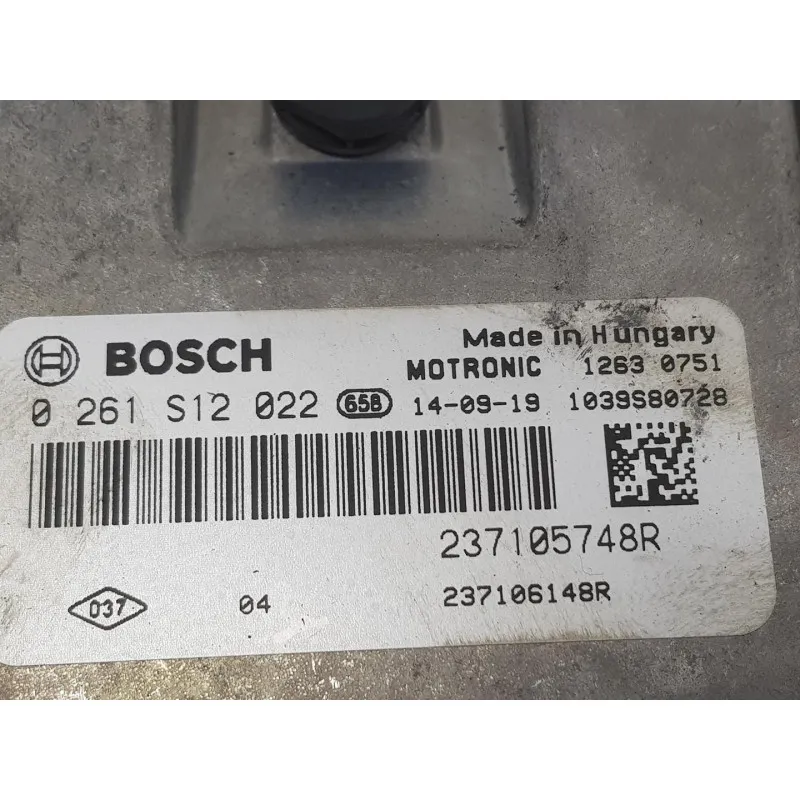 BOSCH
Made in Hungary
MOTRONIC 1263 0751
0 261 S12 022 65B 14-09-19 1039S80728
237105748R
037 04 237106148R